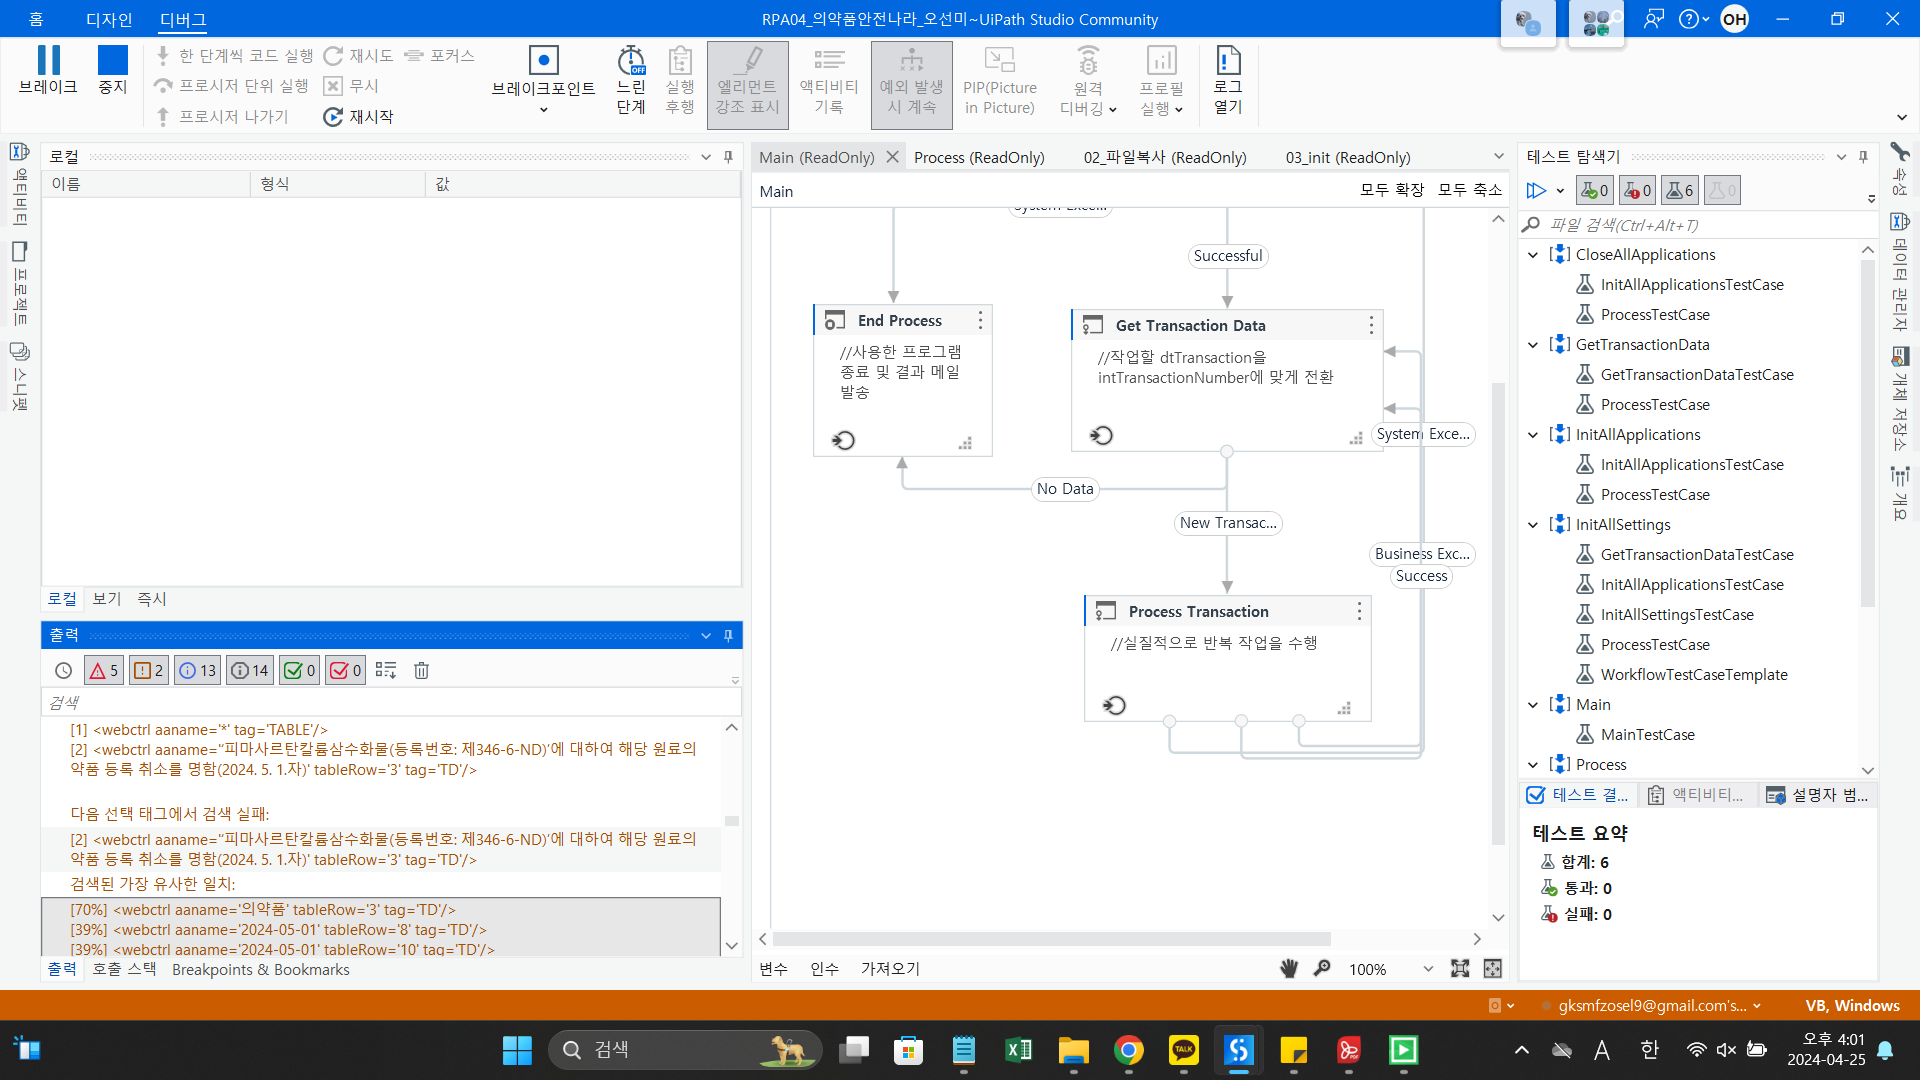 홈 디자인 디버그
RPA04_의약품안전나라_오선미~UiPath Studio Community
OH
브레이크
중지
한 단계씩 코드 실행
프로시저 단위 실행
프로시저 나가기
재시도
무시
재시작
포커스
브레이크포인트
OFF
느린
단계
실행
후행
엘리먼트
강조 표시
액티비티
기록
예외 발생
시 계속
PIP(Picture
in Picture)
원격
디버깅
프로필
실행
로그
열기
액티비티
프로젝트
스니펫
로컬
이름 형식 값
로컬 보기 즉시
출력
5 2 13 14 0 0
검색
[1] <webctrl aaname='*' tag='TABLE'/>
[2] <webctrl aaname='‘피마사르탄칼륨삼수화물(등록번호: 제346-6-ND)’에 대하여 해당 원료의
약품 등록 취소를 명함(2024. 5. 1.자)' tableRow='3' tag='TD'/>
다음 선택 태그에서 검색 실패:
[2] <webctrl aaname='‘피마사르탄칼륨삼수화물(등록번호: 제346-6-ND)’에 대하여 해당 원료의
약품 등록 취소를 명함(2024. 5. 1.자)' tableRow='3' tag='TD'/>
검색된 가장 유사한 일치:
[70%] <webctrl aaname='의약품' tableRow='3' tag='TD'/>
[39%] <webctrl aaname='2024-05-01' tableRow='8' tag='TD'/>
[39%] <webctrl aaname='2024-05-01' tableRow='10' tag='TD'/>
출력 호출 스택 Breakpoints & Bookmarks
Main (ReadOnly) Process (ReadOnly) 02_파일복사 (ReadOnly) 03_init (ReadOnly)
Main
모두 확장 모두 축소
System Exce...
Successful
End Process
//사용한 프로그램
종료 및 결과 메일
발송
Get Transaction Data
//작업할 dtTransaction을
intTransactionNumber에 맞게 전환
System Exce...
No Data
New Transac...
Business Exc...
Success
Process Transaction
//실질적으로 반복 작업을 수행
변수 인수 가져오기
100%
테스트 탐색기
0 0 6 0
파일 검색(Ctrl+Alt+T)
CloseAllApplications
InitAllApplicationsTestCase
ProcessTestCase
GetTransactionData
GetTransactionDataTestCase
ProcessTestCase
InitAllApplications
InitAllApplicationsTestCase
ProcessTestCase
InitAllSettings
GetTransactionDataTestCase
InitAllApplicationsTestCase
InitAllSettingsTestCase
ProcessTestCase
WorkflowTestCaseTemplate
Main
MainTestCase
Process
테스트 결... 액티비티... 설명자 범...
테스트 요약
합계: 6
통과: 0
실패: 0
속성
데이터 관리자
개체 저장소
개요
gksmfzosel9@gmail.com's...
VB, Windows
검색
TALK
A 한
오후 4:01
2024-04-25